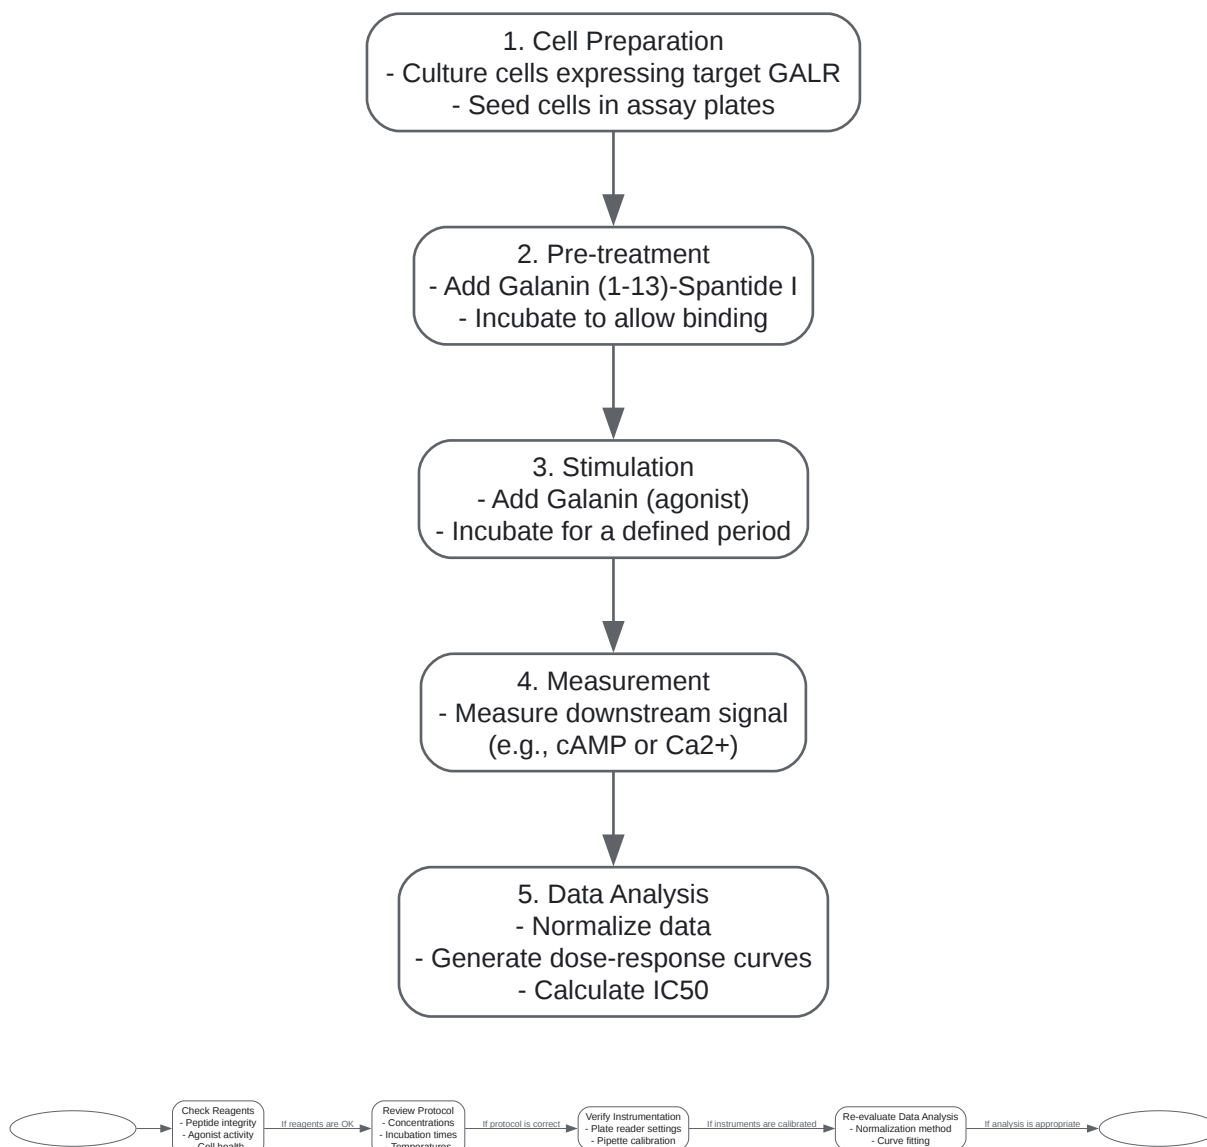 1. Cell Preparation
- Culture cells expressing target GALR
- Seed cells in assay plates
2. Pre-treatment
- Add Galanin (1-13)-Spantide I
- Incubate to allow binding
3. Stimulation
- Add Galanin (agonist)
- Incubate for a defined period
4. Measurement
- Measure downstream signal
(e.g., cAMP or Ca2+)
5. Data Analysis
- Normalize data
- Generate dose-response curves
- Calculate IC50
Check Reagents
- Peptide integrity
- Agonist activity
- Cell health
If reagents are OK
Review Protocol
- Concentrations
- Incubation times
- Temperatures
If protocol is correct
Verify Instrumentation
- Plate reader settings
- Pipette calibration
If instruments are calibrated
Re-evaluate Data Analysis
- Normalization method
- Curve fitting
If analysis is appropriate